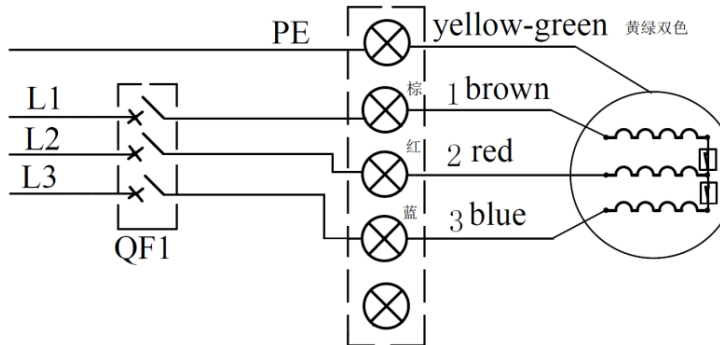 PE
yellow-green 黄绿双色
L1
棕
1 brown
L2
红
2 red
L3
蓝
3 blue
QF1